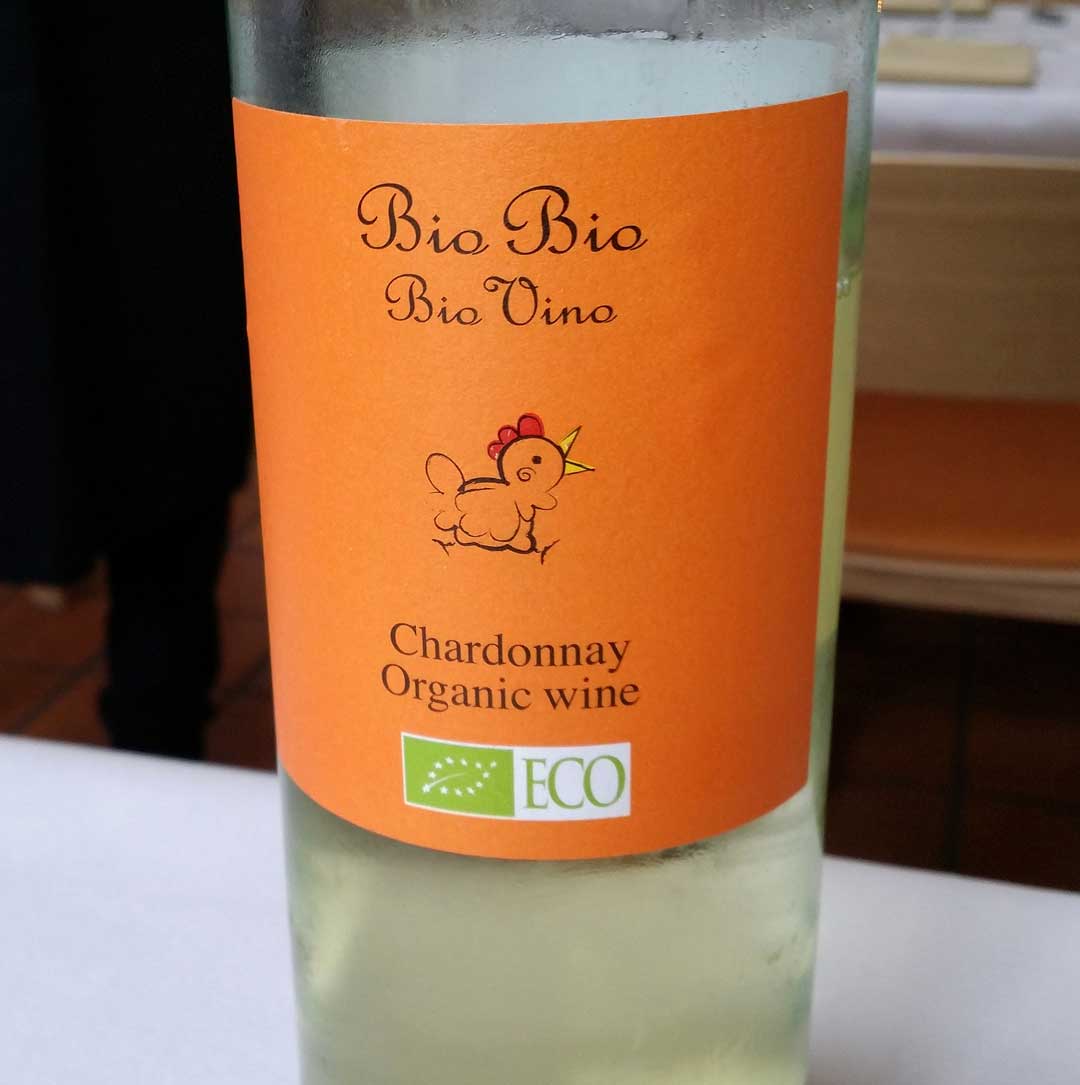 Bio Bio
Bio Vino
Chardonnay
Organic wine
ECO